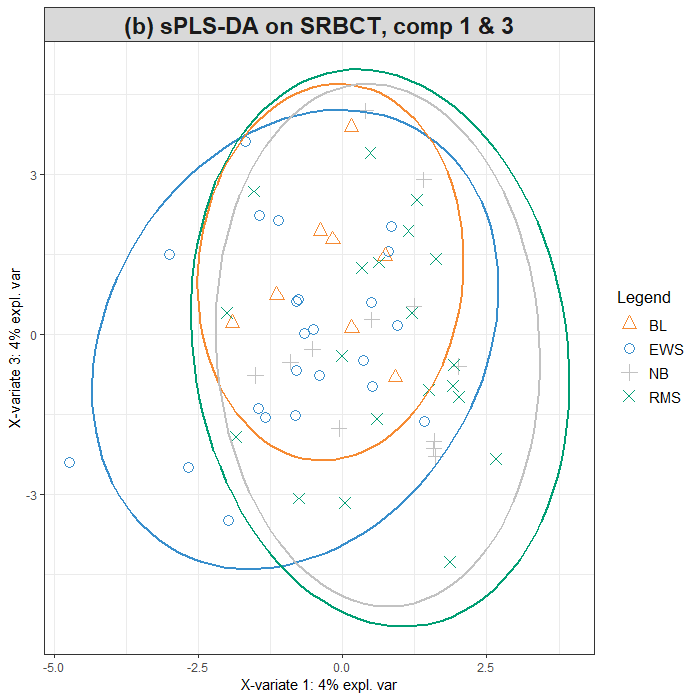 (b) sPLS-DA on SRBCT, comp 1 & 3
X-variate 3: 4% expl. var
3
0
-3
-5.0
-2.5
0.0
2.5
X-variate 1: 4% expl. var
Legend
BL
EWS
NB
RMS